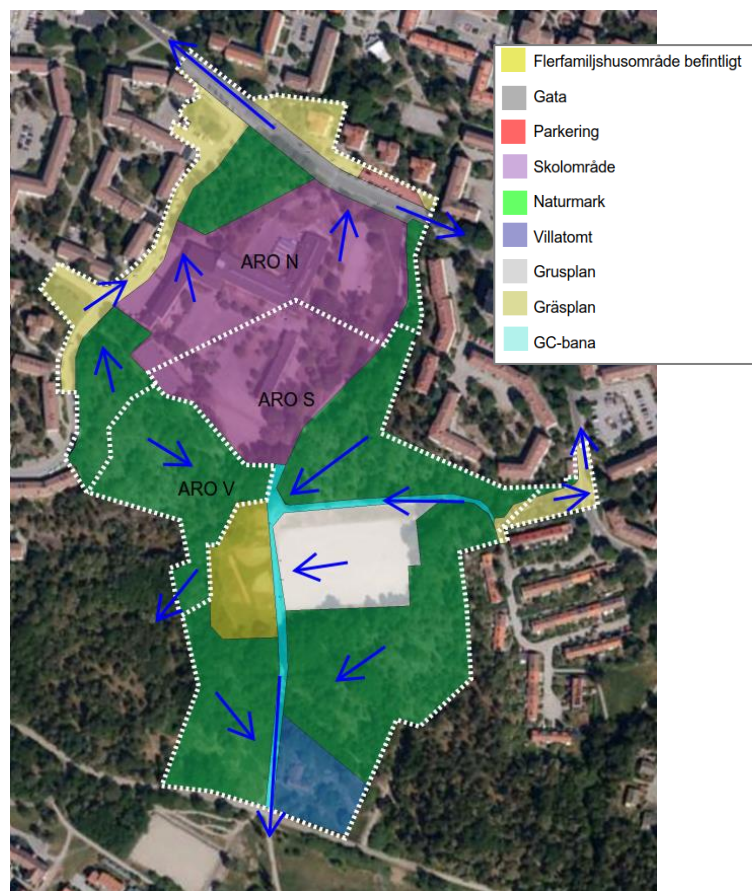 Flerfamiljshusområde befintligt
Gata
Parkering
Skolområde
Naturmark
Villatomt
Grusplan
Gräsplan
GC-bana
ARO N
ARO S
ARO V